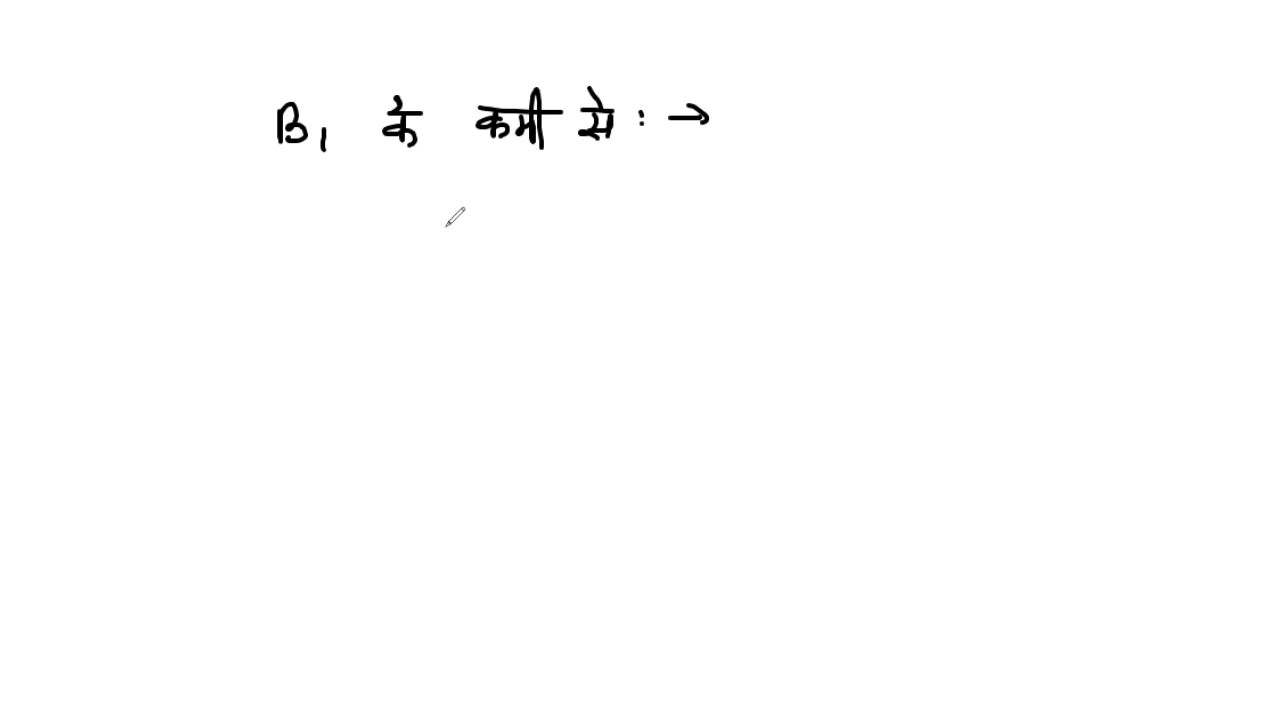 B₁ के कमी से : →